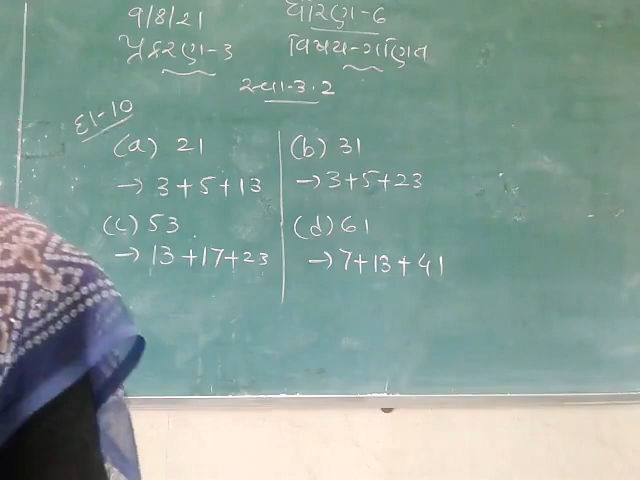 9/8/21 ધોરણ-6
પ્રકરણ-3 વિષય-ગણિત
સ્વા-3.2
દા-10
(a) 21 (b) 31
→ 3+5+13 → 3+5+23
(c) 53 (d) 61
→ 13+17+23 → 7+13+41